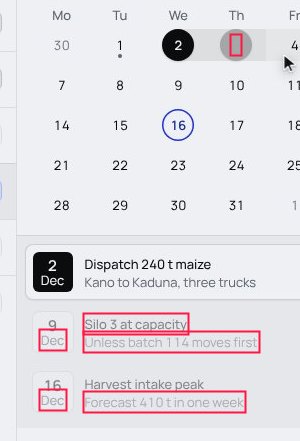 Mo Tu We Th Fr
30 1 2 4
7 8 9 10 11
14 15 16 17 18
21 22 23 24 25
28 29 30 31 1
2
Dec
Dispatch 240 t maize
Kano to Kaduna, three trucks
9
Dec
Silo 3 at capacity
Unless batch 114 moves first
16
Dec
Harvest intake peak
Forecast 410 t in one week